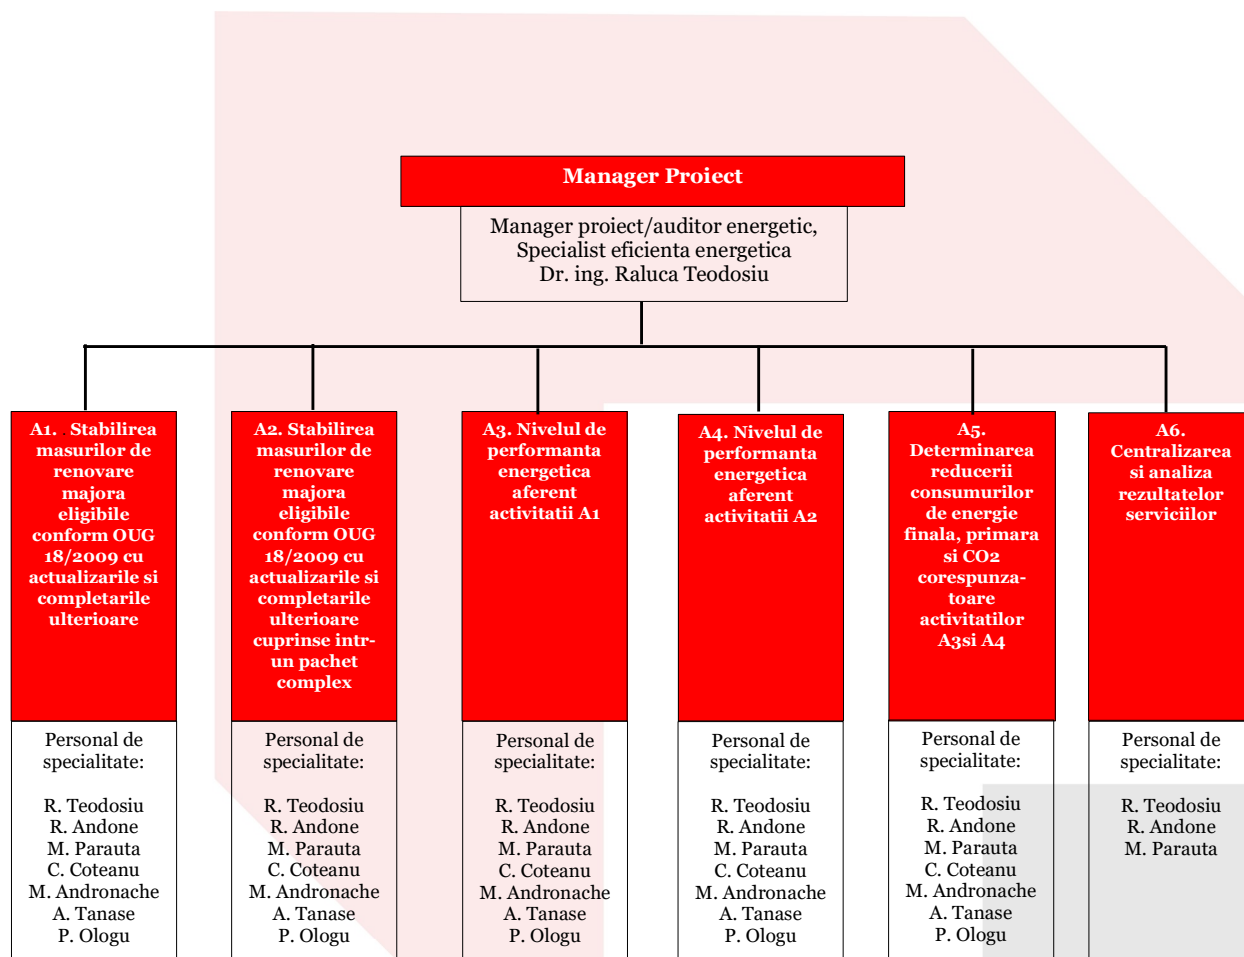 Manager Proiect
Manager proiect/auditor energetic,
Specialist eficienta energetica
Dr. ing. Raluca Teodosiu
A1. . Stabilirea
masurilor de
renovare
majora
eligibile
conform OUG
18/2009 cu
actualizarile si
completarile
ulterioare
Personal de
specialitate:
R. Teodosiu
R. Andone
M. Parauta
C. Coteanu
M. Andronache
A. Tanase
P. Ologu
A2. Stabilirea
masurilor de
renovare
majora
eligibile
conform OUG
18/2009 cu
actualizarile si
completarile
ulterioare
cuprinse intr-
un pachet
complex
Personal de
specialitate:
R. Teodosiu
R. Andone
M. Parauta
C. Coteanu
M. Andronache
A. Tanase
P. Ologu
A3. Nivelul de
performanta
energetica
aferent
activitatii A1
Personal de
specialitate:
R. Teodosiu
R. Andone
M. Parauta
C. Coteanu
M. Andronache
A. Tanase
P. Ologu
A4. Nivelul de
performanta
energetica
aferent
activitatii A2
Personal de
specialitate:
R. Teodosiu
R. Andone
M. Parauta
C. Coteanu
M. Andronache
A. Tanase
P. Ologu
A5.
Determinarea
reducerii
consumurilor
de energie
finala, primara
si CO2
corespunza-
toare
activitatilor
A3si A4
Personal de
specialitate:
R. Teodosiu
R. Andone
M. Parauta
C. Coteanu
M. Andronache
A. Tanase
P. Ologu
A6.
Centralizarea
si analiza
rezultatelor
serviciilor
Personal de
specialitate:
R. Teodosiu
R. Andone
M. Parauta